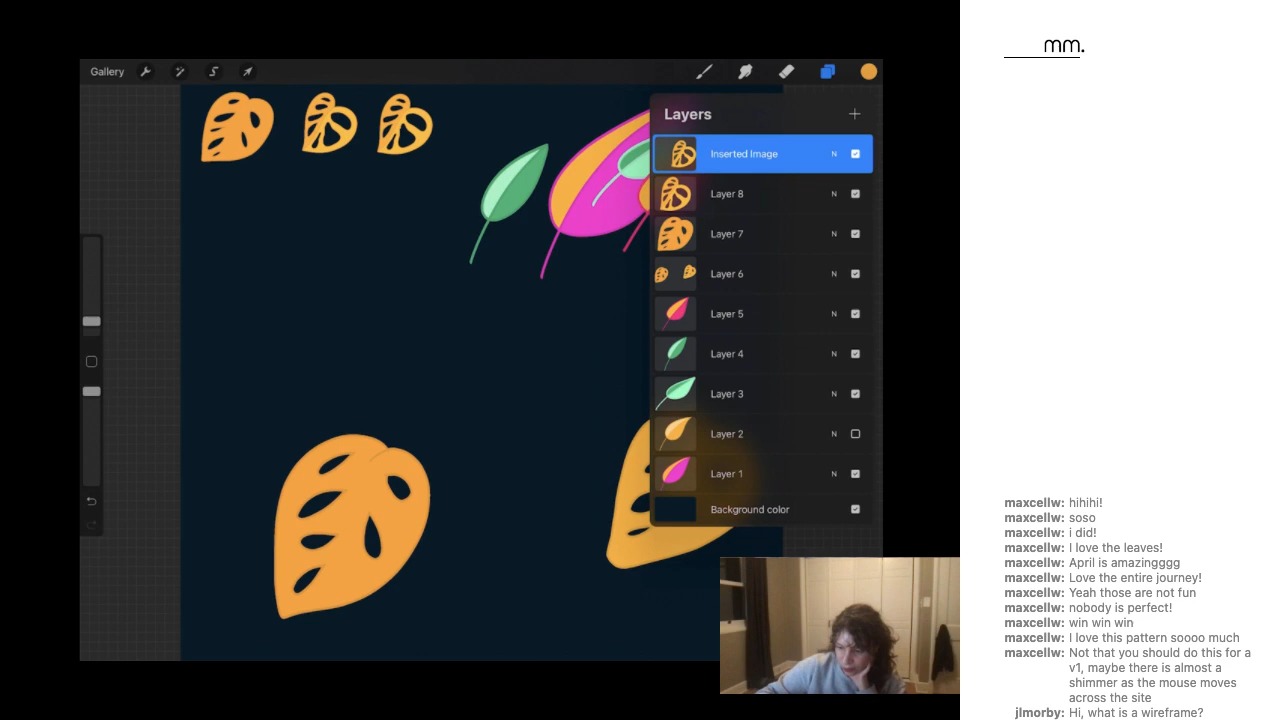 mm.
Gallery
Layers
Inserted Image N
Layer 8 N
Layer 7 N
Layer 6 N
Layer 5 N
Layer 4 N
Layer 3 N
Layer 2 N
Layer 1 N
Background color
maxcellw: hihihi!
maxcellw: soso
maxcellw: i did!
maxcellw: I love the leaves!
maxcellw: April is amazingggg
maxcellw: Love the entire journey!
maxcellw: Yeah those are not fun
maxcellw: nobody is perfect!
maxcellw: win win win
maxcellw: I love this pattern soooo much
maxcellw: Not that you should do this for a
v1, maybe there is almost a
shimmer as the mouse moves
across the site
jlmorby: Hi, what is a wireframe?